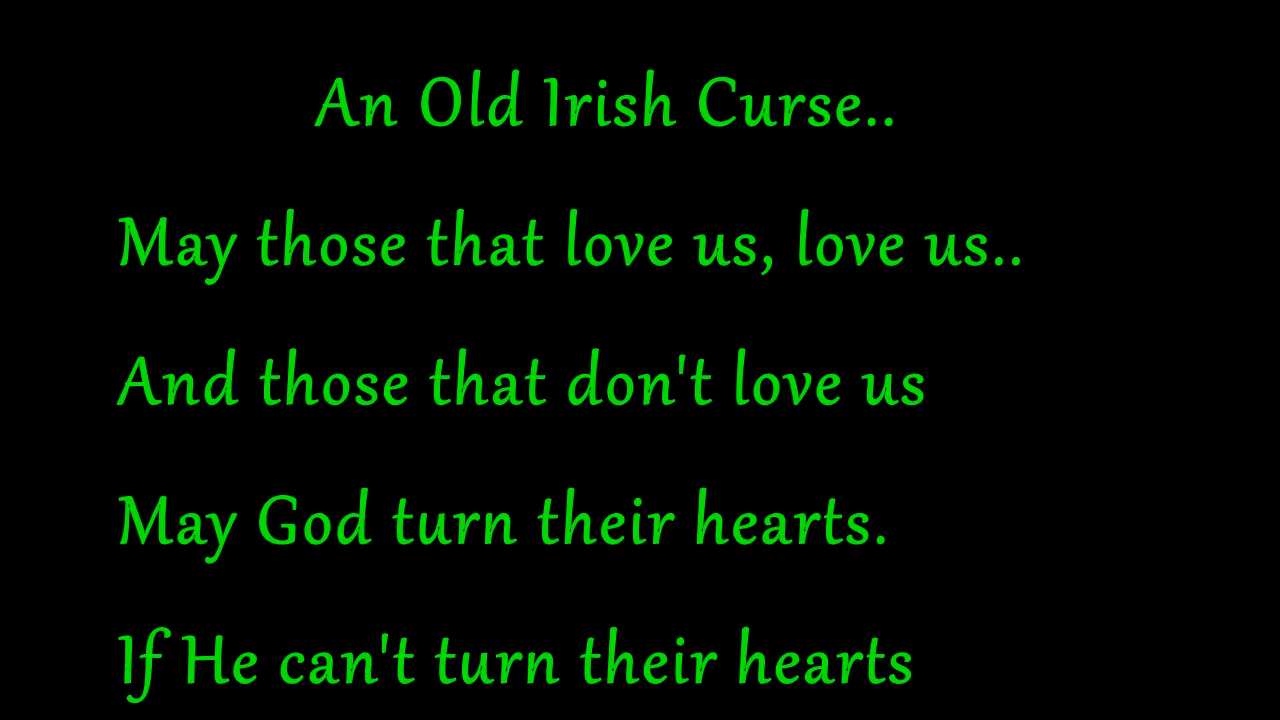 An Old Irish Curse..
May those that love us, love us..
And those that don't love us
May God turn their hearts.
If He can't turn their hearts